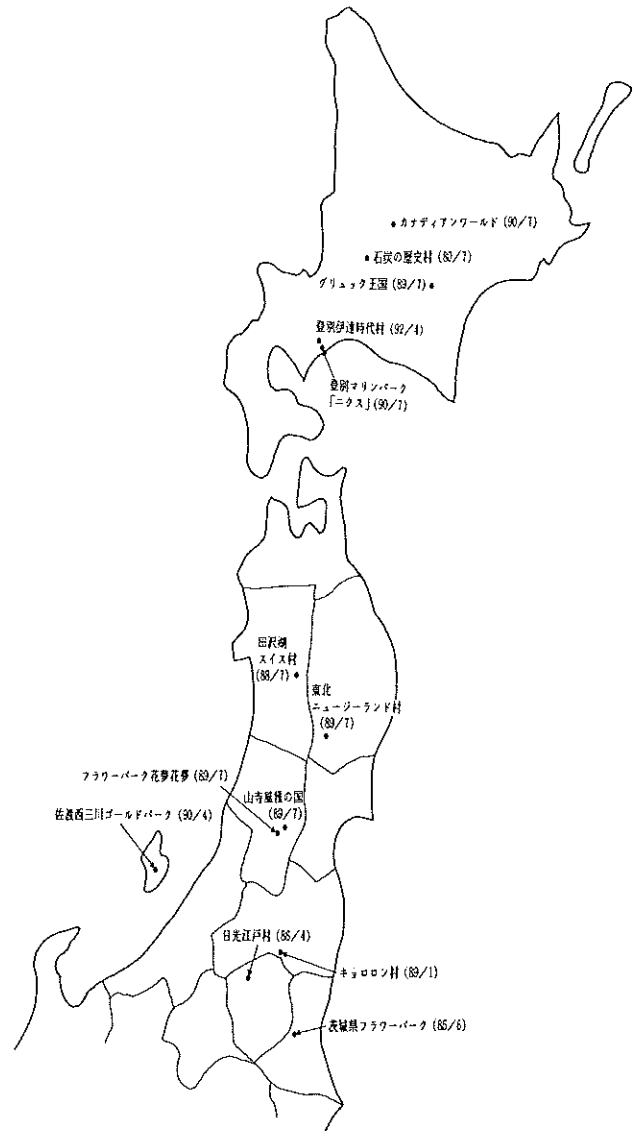 カナディアンワールド (90/7)
石炭の歴史村 (80/7)
グリュック王国 (89/7)
登別伊達時代村 (92/4)
登別マリンパーク
「ニクス」(90/7)
田沢湖
スイス村
(88/7)
東北
ニュージーランド村
(89/7)
フラワーパーク花夢花夢 (89/7)
山寺風雅の国
(89/7)
佐渡西三川ゴールドパーク (90/4)
日光江戸村 (86/4)
キョロロン村 (89/1)
茨城県フラワーパーク (85/6)